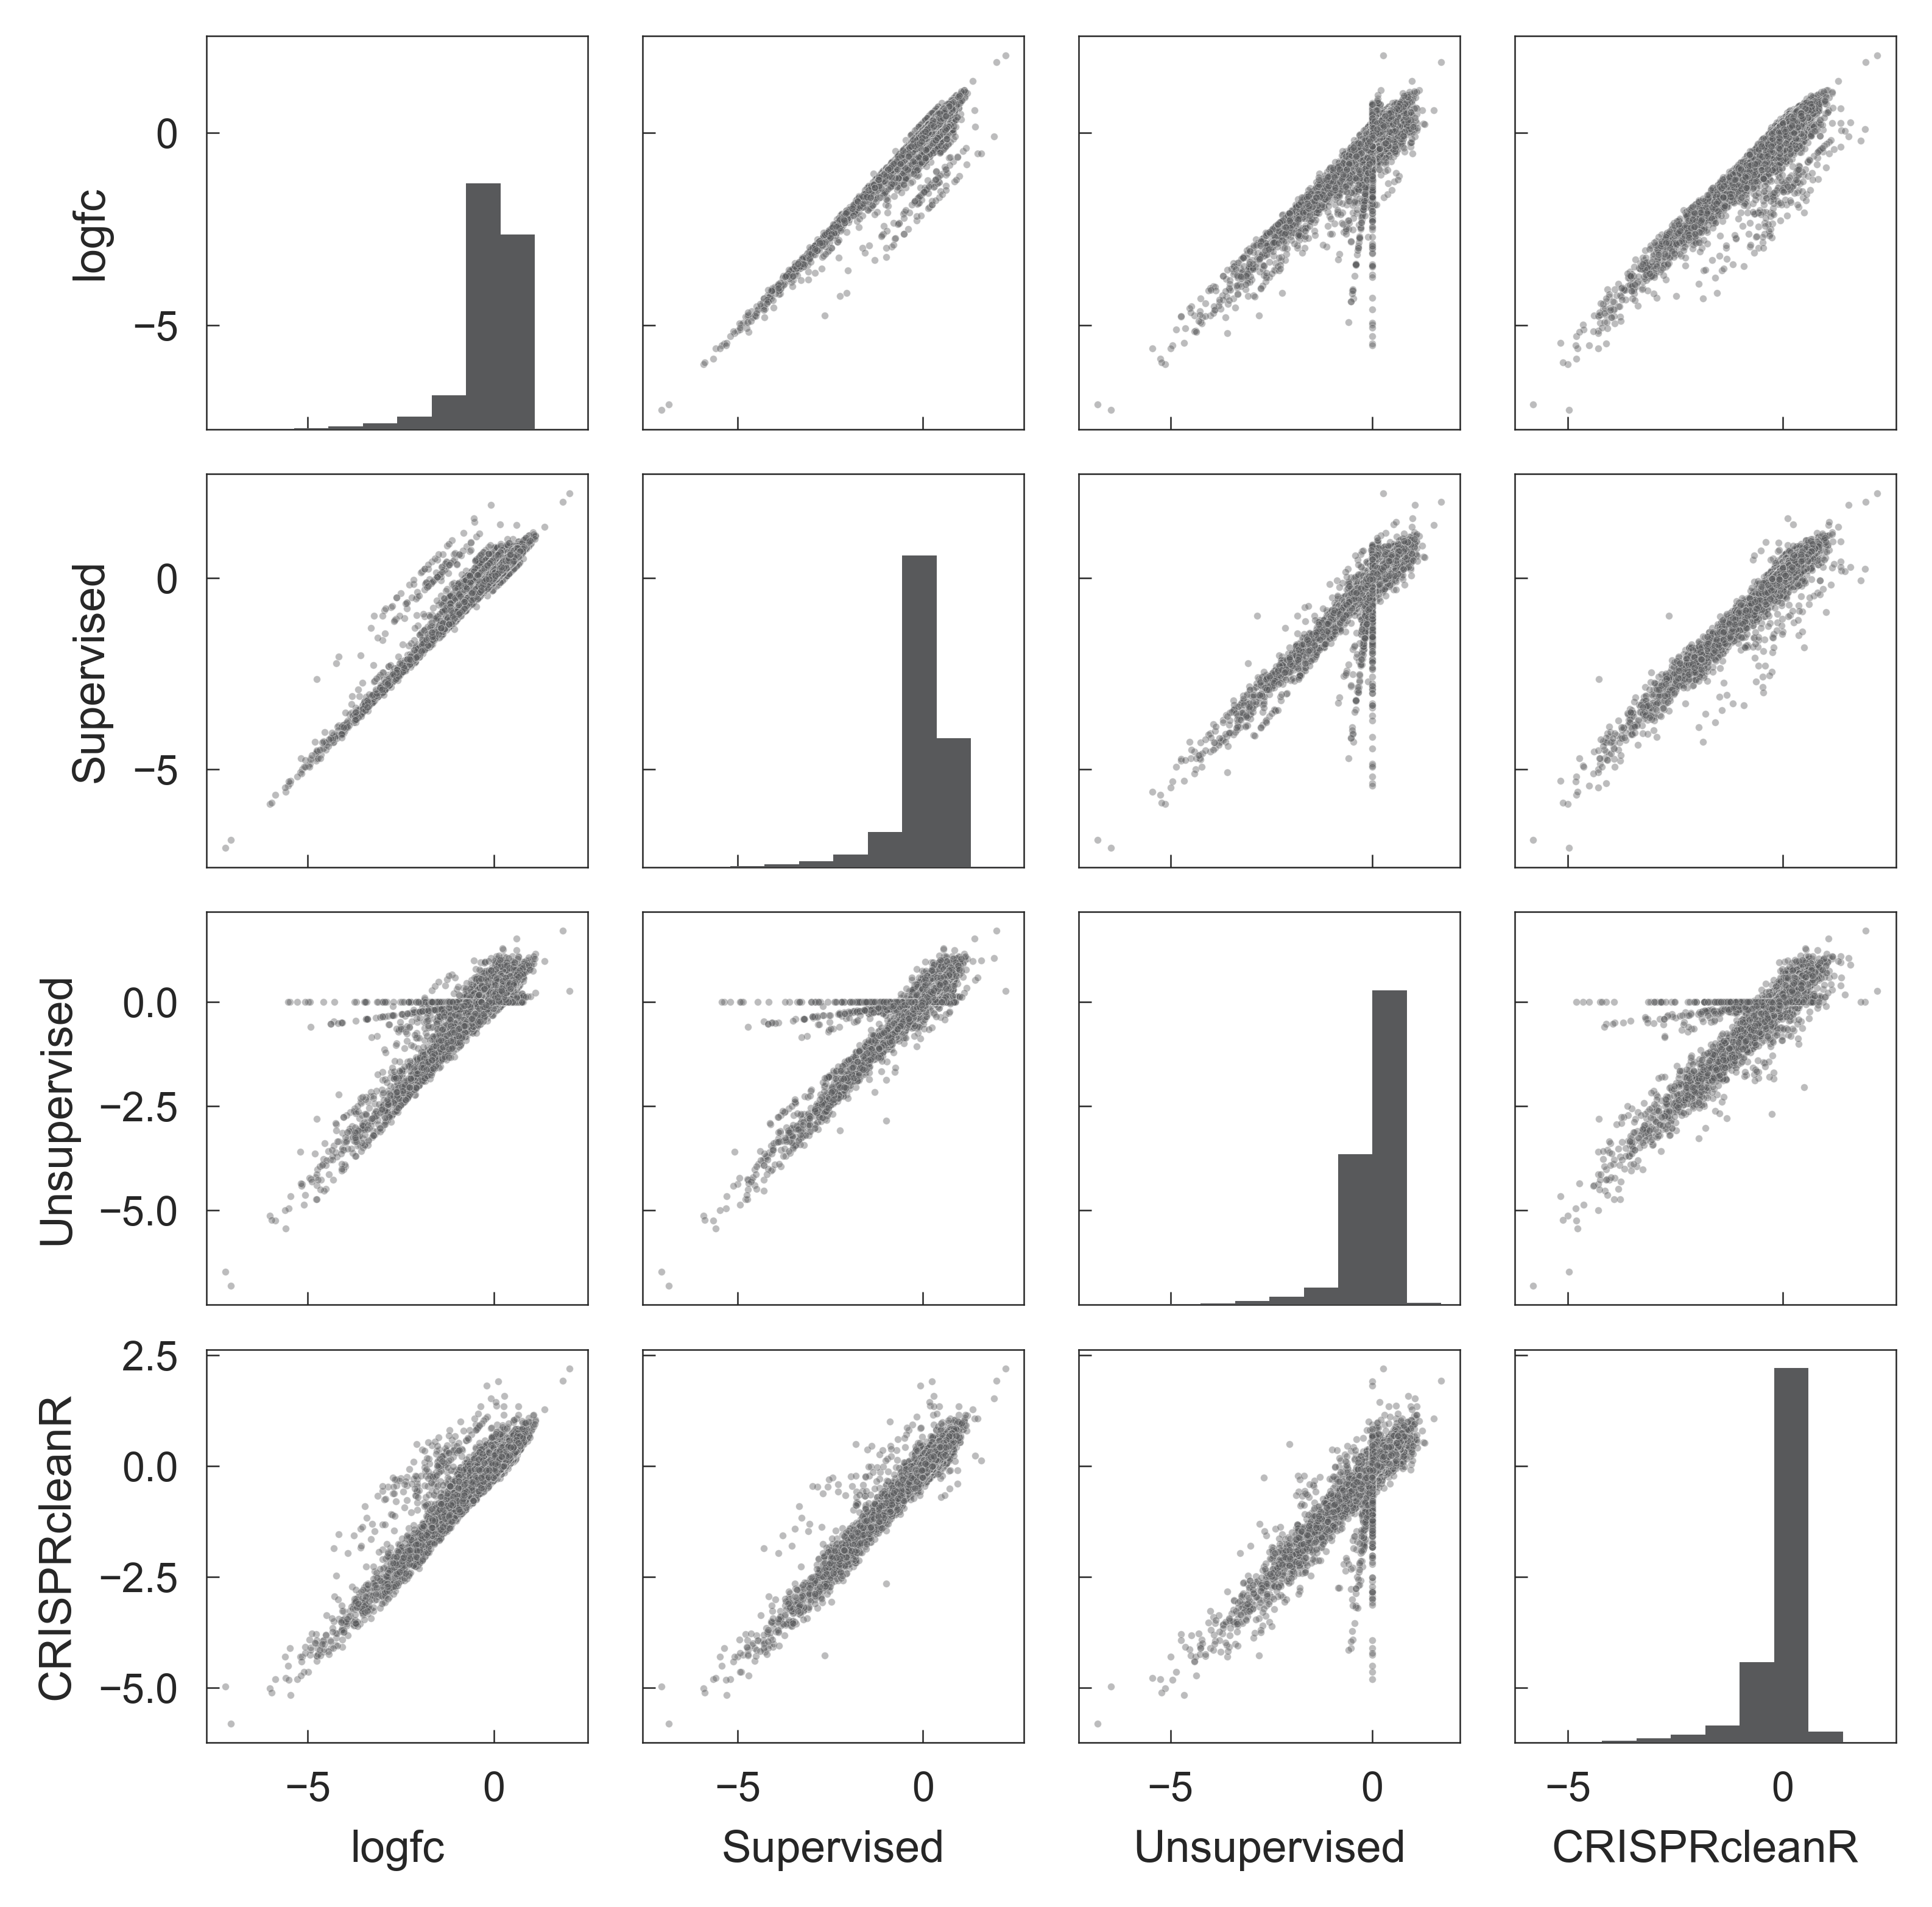 logfc
0
−5
Supervised
0
−5
Unsupervised
0.0
−2.5
−5.0
CRISPRcleanR
2.5
0.0
−2.5
−5.0
−5 0 −5 0 −5 0 −5 0
logfc Supervised Unsupervised CRISPRcleanR